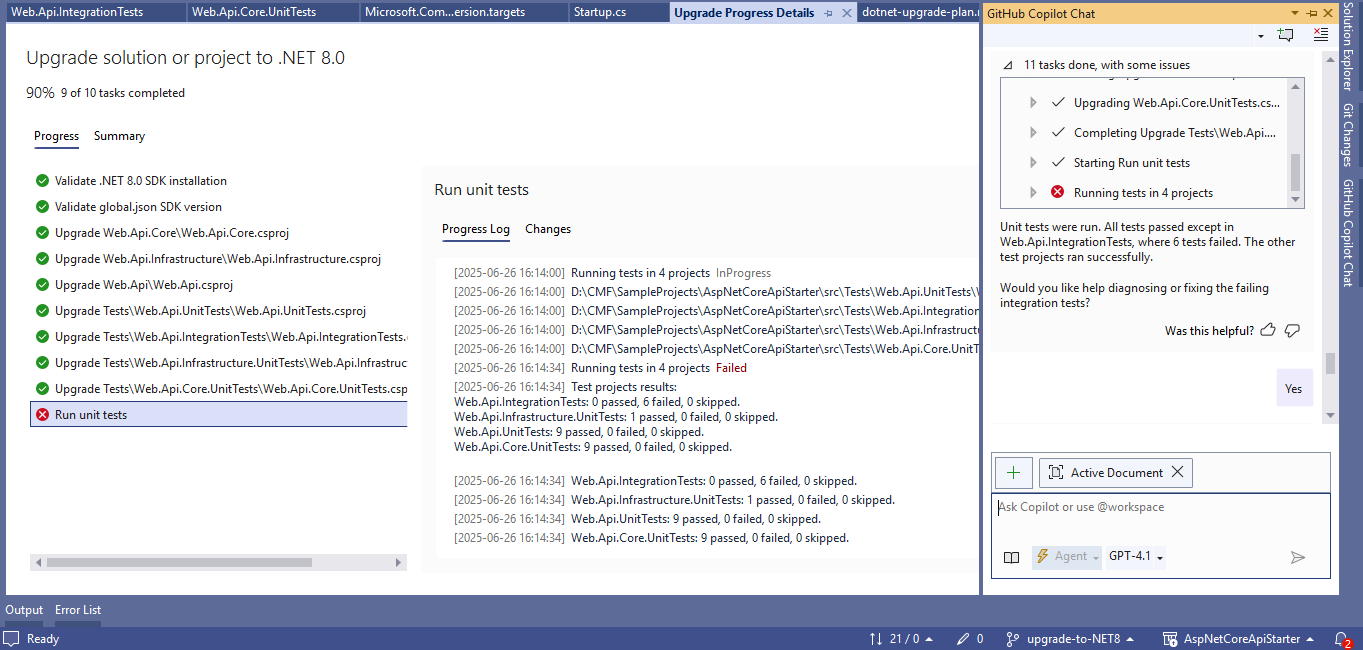 Web.Api.IntegrationTests
Web.Api.Core.UnitTests
Microsoft.Com...ersion.targets
Startup.cs
Upgrade Progress Details
dotnet-upgrade-plan.
Upgrade solution or project to .NET 8.0
90% 9 of 10 tasks completed
Progress Summary
Validate .NET 8.0 SDK installation
Validate global.json SDK version
Upgrade Web.Api.Core\Web.Api.Core.csproj
Upgrade Web.Api.Infrastructure\Web.Api.Infrastructure.csproj
Upgrade Web.Api\Web.Api.csproj
Upgrade Tests\Web.Api.UnitTests\Web.Api.UnitTests.csproj
Upgrade Tests\Web.Api.IntegrationTests\Web.Api.IntegrationTests.
Upgrade Tests\Web.Api.Infrastructure.UnitTests\Web.Api.Infrastruc
Upgrade Tests\Web.Api.Core.UnitTests\Web.Api.Core.UnitTests.csp
Run unit tests
Run unit tests
Progress Log Changes
[2025-06-26 16:14:00] Running tests in 4 projects InProgress
[2025-06-26 16:14:00] D:\CMF\SampleProjects\AspNetCoreApiStarter\src\Tests\Web.Api.UnitTests\
[2025-06-26 16:14:00] D:\CMF\SampleProjects\AspNetCoreApiStarter\src\Tests\Web.Api.Integration
[2025-06-26 16:14:00] D:\CMF\SampleProjects\AspNetCoreApiStarter\src\Tests\Web.Api.Infrastruct
[2025-06-26 16:14:00] D:\CMF\SampleProjects\AspNetCoreApiStarter\src\Tests\Web.Api.Core.UnitT
[2025-06-26 16:14:34] Running tests in 4 projects Failed
[2025-06-26 16:14:34] Test projects results:
Web.Api.IntegrationTests: 0 passed, 6 failed, 0 skipped.
Web.Api.Infrastructure.UnitTests: 1 passed, 0 failed, 0 skipped.
Web.Api.UnitTests: 9 passed, 0 failed, 0 skipped.
Web.Api.Core.UnitTests: 9 passed, 0 failed, 0 skipped.
[2025-06-26 16:14:34] Web.Api.IntegrationTests: 0 passed, 6 failed, 0 skipped.
[2025-06-26 16:14:34] Web.Api.Infrastructure.UnitTests: 1 passed, 0 failed, 0 skipped.
[2025-06-26 16:14:34] Web.Api.UnitTests: 9 passed, 0 failed, 0 skipped.
[2025-06-26 16:14:34] Web.Api.Core.UnitTests: 9 passed, 0 failed, 0 skipped.
GitHub Copilot Chat
11 tasks done, with some issues
Upgrading Web.Api.Core.UnitTests.cs...
Completing Upgrade Tests\Web.Api....
Starting Run unit tests
Running tests in 4 projects
Unit tests were run. All tests passed except in
Web.Api.IntegrationTests, where 6 tests failed. The other
test projects ran successfully.
Would you like help diagnosing or fixing the failing
integration tests?
Was this helpful?
Yes
Active Document
Ask Copilot or use @workspace
Agent GPT-4.1
Solution Explorer
Git Changes
GitHub Copilot Chat
Output Error List
Ready
21 / 0
0
upgrade-to-NET8
AspNetCoreApiStarter
2